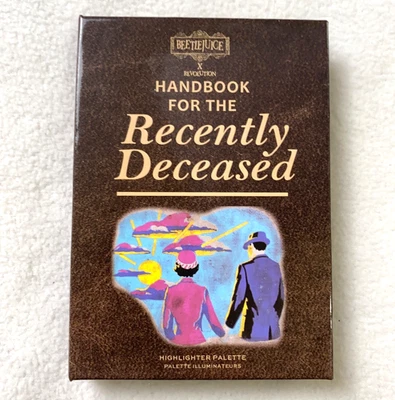 BEETLEJUICE
X
REVOLUTION
HANDBOOK
FOR THE
Recently
Deceased
HIGHLIGHTER PALETTE
PALETTE ILLUMINATEURS